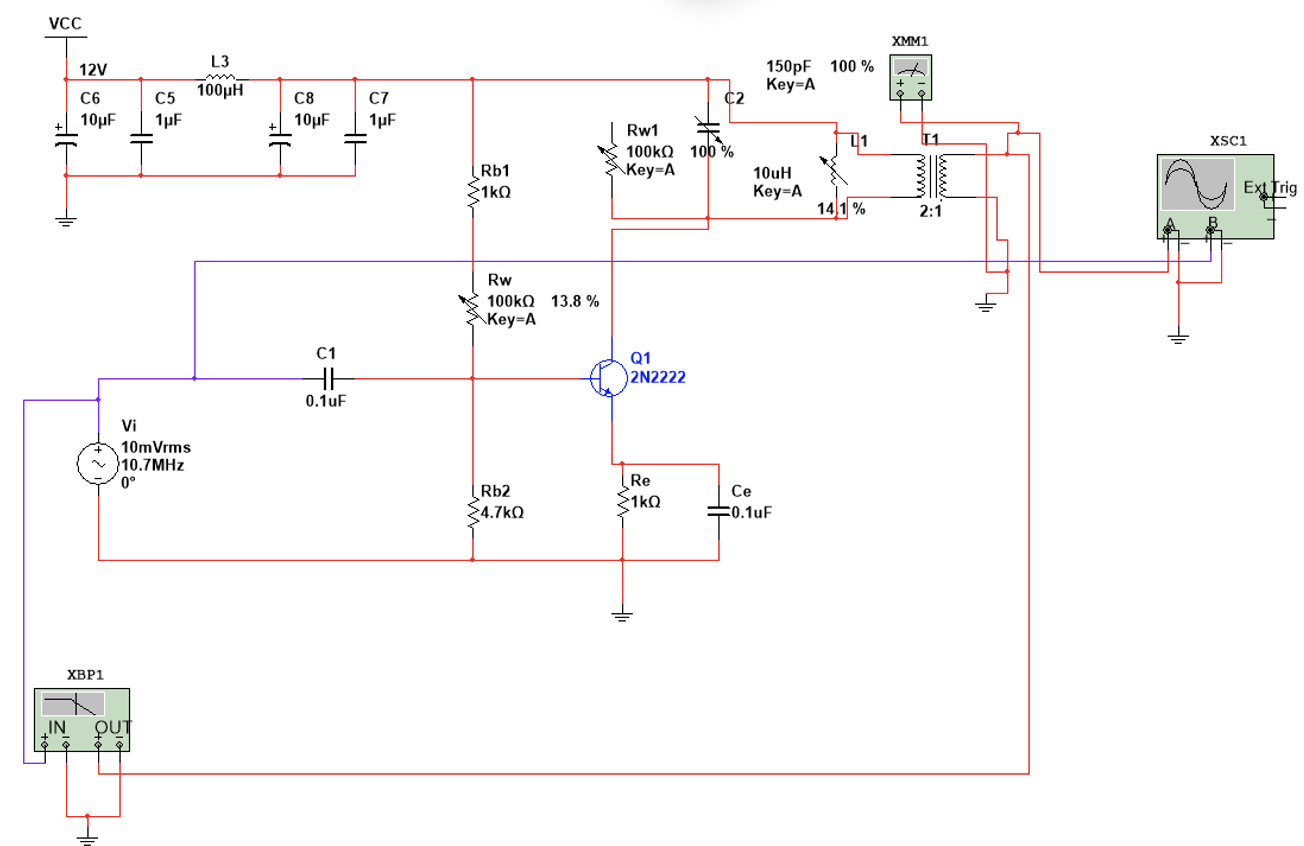 VCC
12V
L3
100µH
C6
10µF
C5
1µF
C8
10µF
C7
1µF
Rb1
1kΩ
Rw1
100kΩ
Key=A
C2
100 %
150pF 100 %
Key=A
XMM1
L1
10uH
Key=A
14.1 %
T1
2:1
XSC1
Ext Trig
A
B
Rw
100kΩ 13.8 %
Key=A
C1
0.1uF
Q1
2N2222
Vi
10mVrms
10.7MHz
0°
Rb2
4.7kΩ
Re
1kΩ
Ce
0.1uF
XBP1
IN OUT